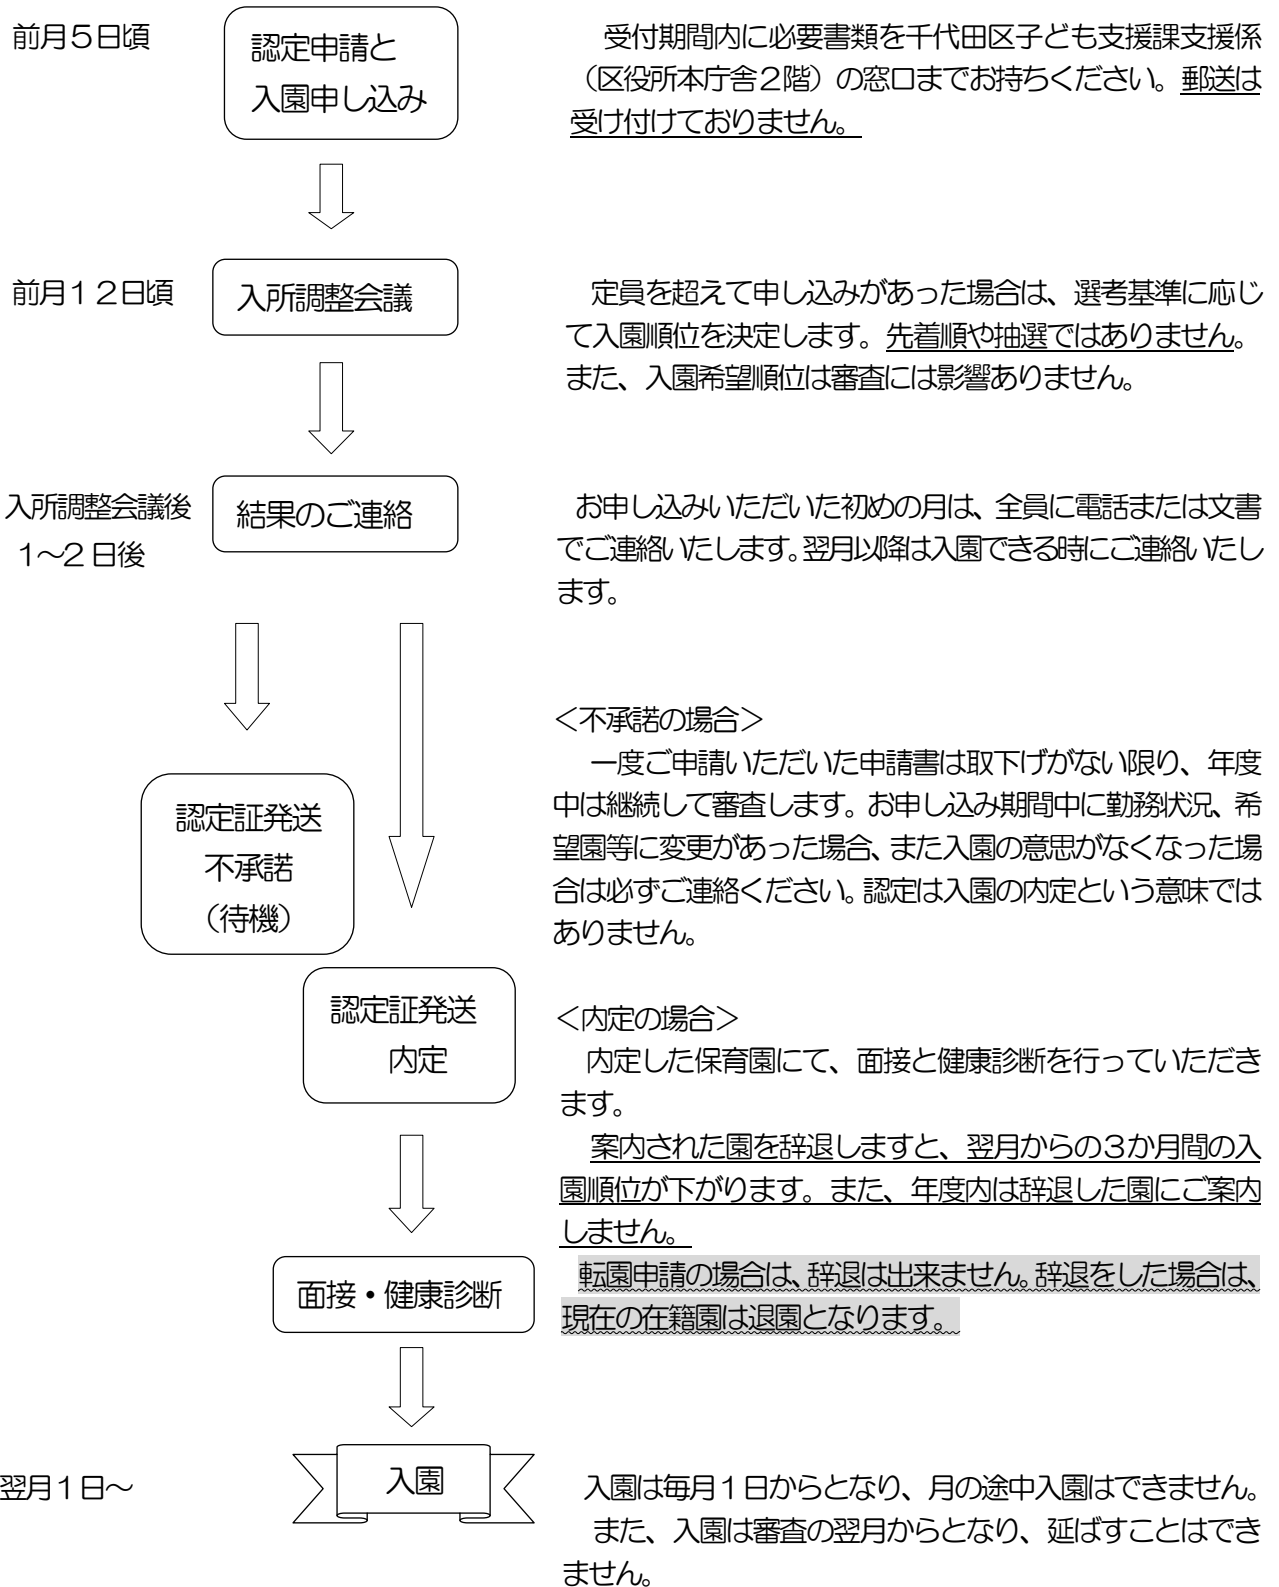 前月５日頃
認定申請と
入園申し込み
受付期間内に必要書類を千代田区子ども支援課支援係
（区役所本庁舎２階）の窓口までお持ちください。郵送は
受け付けておりません。
前月１２日頃
入所調整会議
定員を超えて申し込みがあった場合は、選考基準に応じ
て入園順位を決定します。先着順や抽選ではありません。
また、入園希望順位は審査には影響ありません。
入所調整会議後
１～２日後
結果のご連絡
お申し込みいただいた初めの月は、全員に電話または文書
でご連絡いたします。翌月以降は入園できる時にご連絡いたし
ます。
認定証発送
不承諾
（待機）
＜不承諾の場合＞
一度ご申請いただいた申請書は取下げがない限り、年度
中は継続して審査します。お申し込み期間中に勤務状況、希
望園等に変更があった場合、また入園の意思がなくなった場
合は必ずご連絡ください。認定は入園の内定という意味では
ありません。
認定証発送
内定
＜内定の場合＞
内定した保育園にて、面接と健康診断を行っていただき
ます。
案内された園を辞退しますと、翌月からの３か月間の入
園順位が下がります。また、年度内は辞退した園にご案内
しません。
転園申請の場合は、辞退は出来ません。辞退をした場合は、
現在の在籍園は退園となります。
面接・健康診断
翌月１日～
入園
入園は毎月１日からとなり、月の途中入園はできません。
また、入園は審査の翌月からとなり、延ばすことはでき
ません。